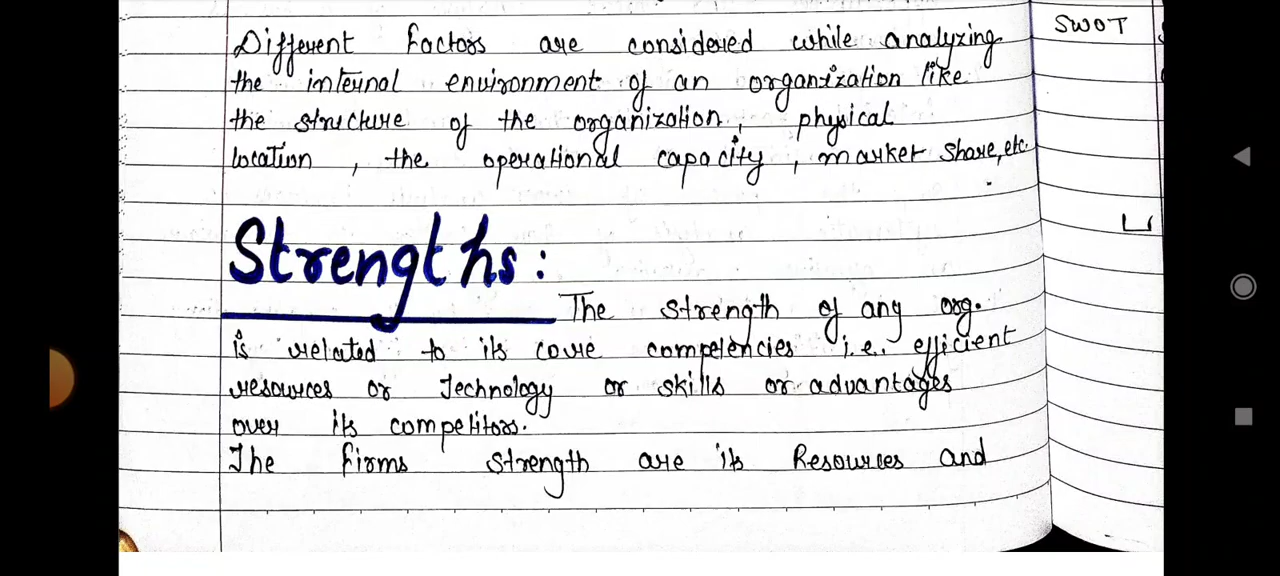 Different factors are considered while analyzing
the internal environment of an organization like
the structure of the organization, physical
location, the operational capacity, market share, etc.
Strengths:
The strength of any org.
is related to its core competencies i.e. efficient
resources or Technology or skills or advantages
over its competitors.
The firms strength are its Resources and
SWOT